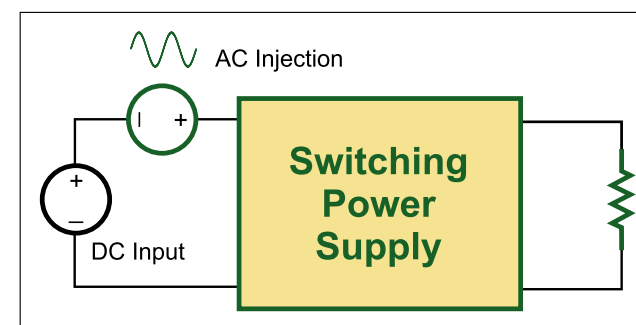 AC Injection
| +
Switching
Power
Supply
+
–
DC Input